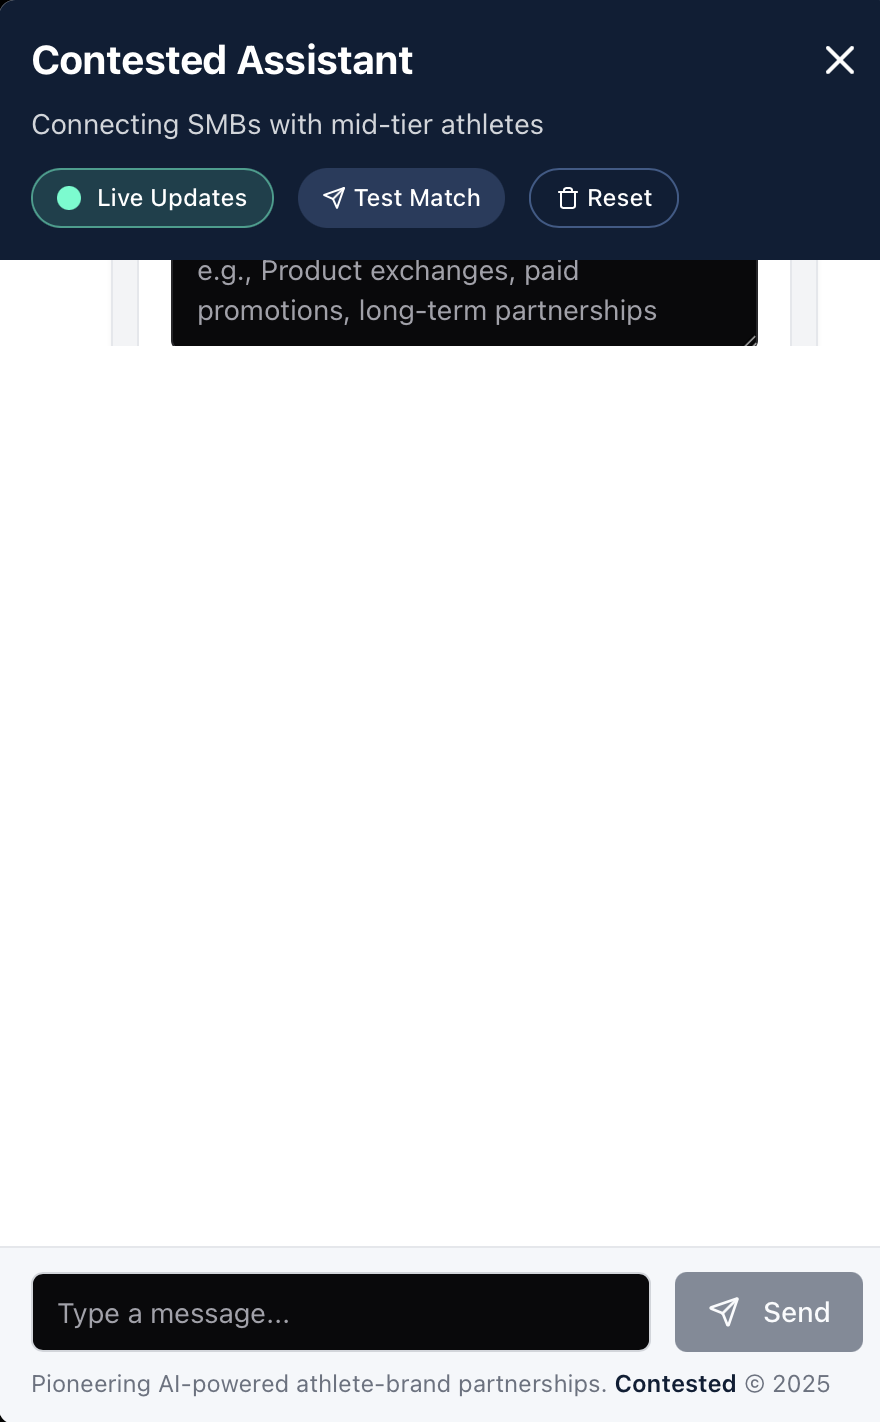 Contested Assistant
Connecting SMBs with mid-tier athletes
Live Updates
Test Match
Reset
e.g., Product exchanges, paid
promotions, long-term partnerships
Type a message...
Send
Pioneering AI-powered athlete-brand partnerships. Contested © 2025